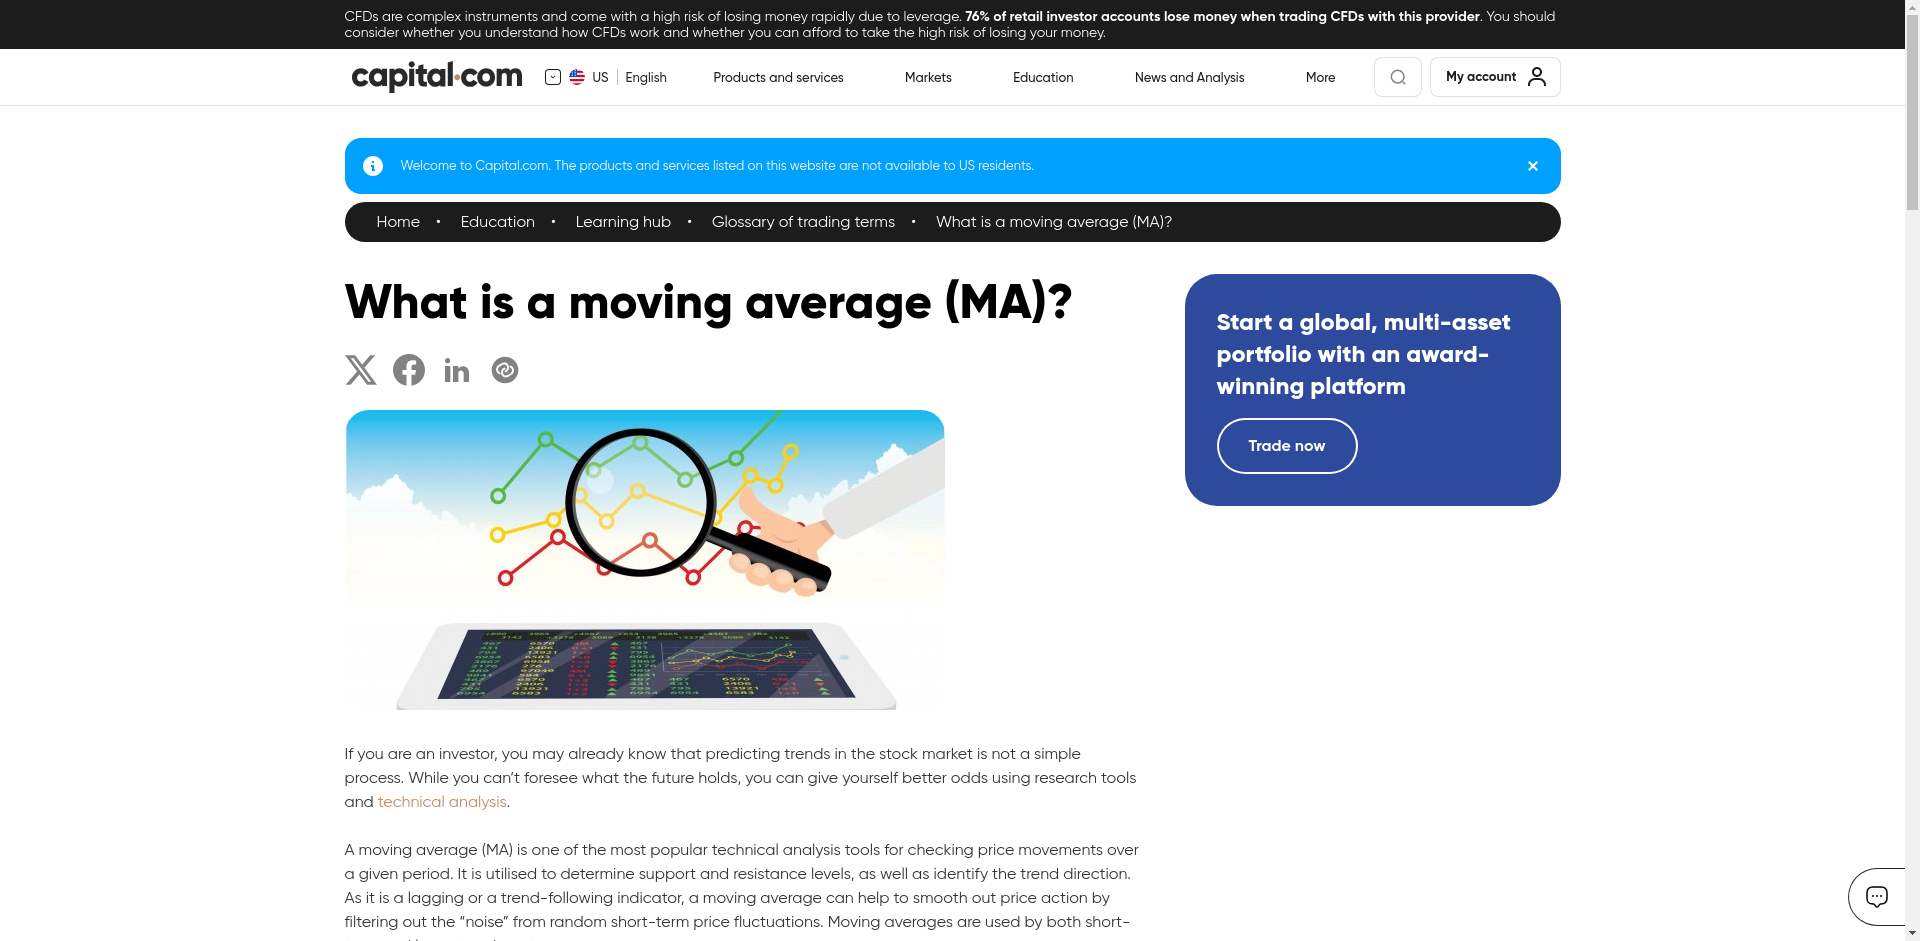 CFDs are complex instruments and come with a high risk of losing money rapidly due to leverage. 76% of retail investor accounts lose money when trading CFDs with this provider. You should
consider whether you understand how CFDs work and whether you can afford to take the high risk of losing your money.
capital.com
US
English
Products and services
Markets
Education
News and Analysis
More
My account
Welcome to Capital.com. The products and services listed on this website are not available to US residents.
Home • Education • Learning hub • Glossary of trading terms • What is a moving average (MA)?
What is a moving average (MA)?
Start a global, multi-asset
portfolio with an award-
winning platform
Trade now
If you are an investor, you may already know that predicting trends in the stock market is not a simple
process. While you can’t foresee what the future holds, you can give yourself better odds using research tools
and technical analysis.
A moving average (MA) is one of the most popular technical analysis tools for checking price movements over
a given period. It is utilised to determine support and resistance levels, as well as identify the trend direction.
As it is a lagging or a trend-following indicator, a moving average can help to smooth out price action by
filtering out the “noise” from random short-term price fluctuations. Moving averages are used by both short-